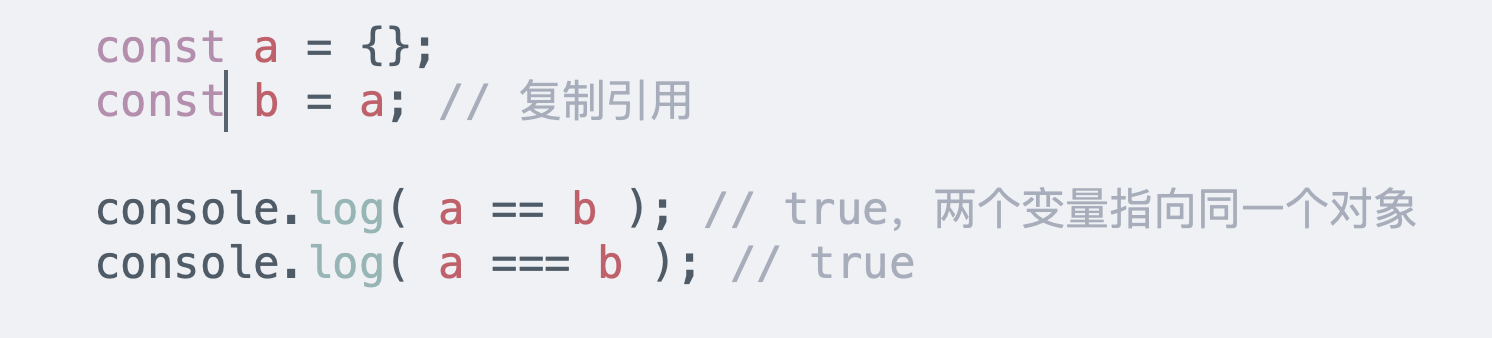 const a = {};
const b = a; // 复制引用
console.log( a == b ); // true，两个变量指向同一个对象
console.log( a === b ); // true